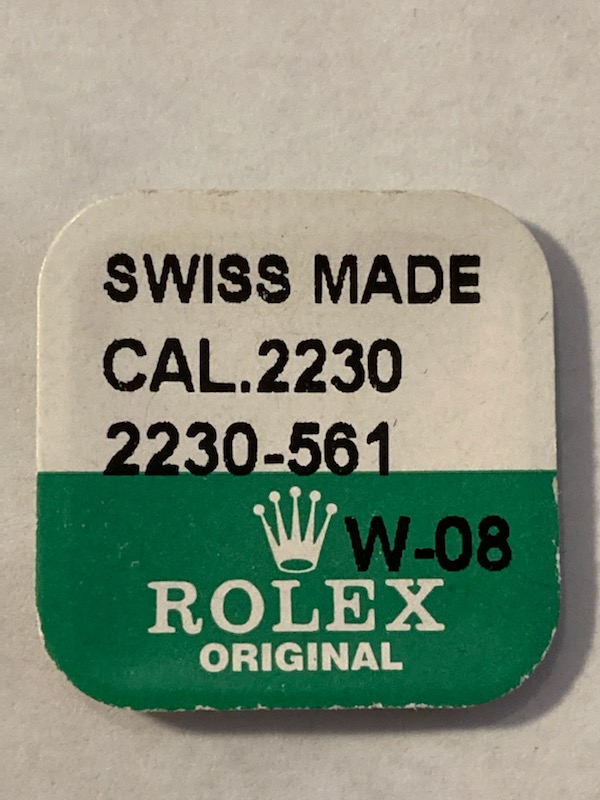 SWISS MADE
CAL.2230
2230-561
W-08
ROLEX
ORIGINAL